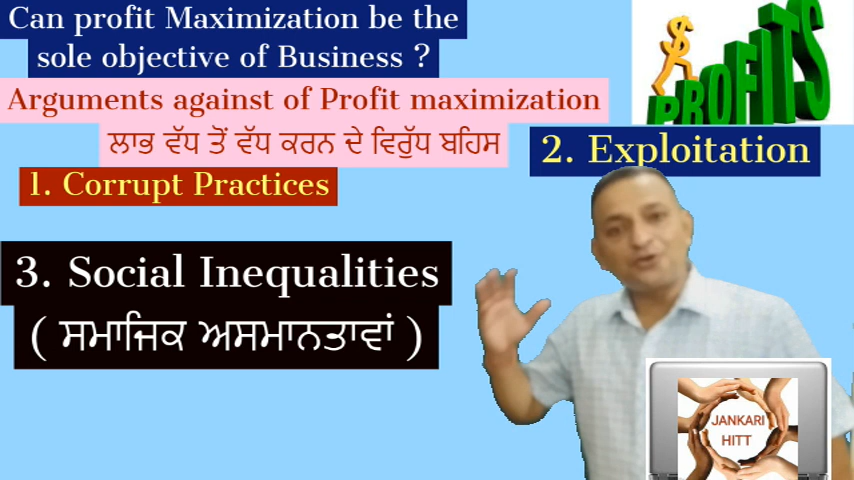 Can profit Maximization be the
sole objective of Business ?
Arguments against of Profit maximization
ਲਾਭ ਵੱਧ ਤੋਂ ਵੱਧ ਕਰਨ ਦੇ ਵਿਰੁੱਧ ਬਹਿਸ
1. Corrupt Practices
2. Exploitation
3. Social Inequalities
( ਸਮਾਜਿਕ ਅਸਮਾਨਤਾਵਾਂ )
PROFITS
JANKARI
HITT